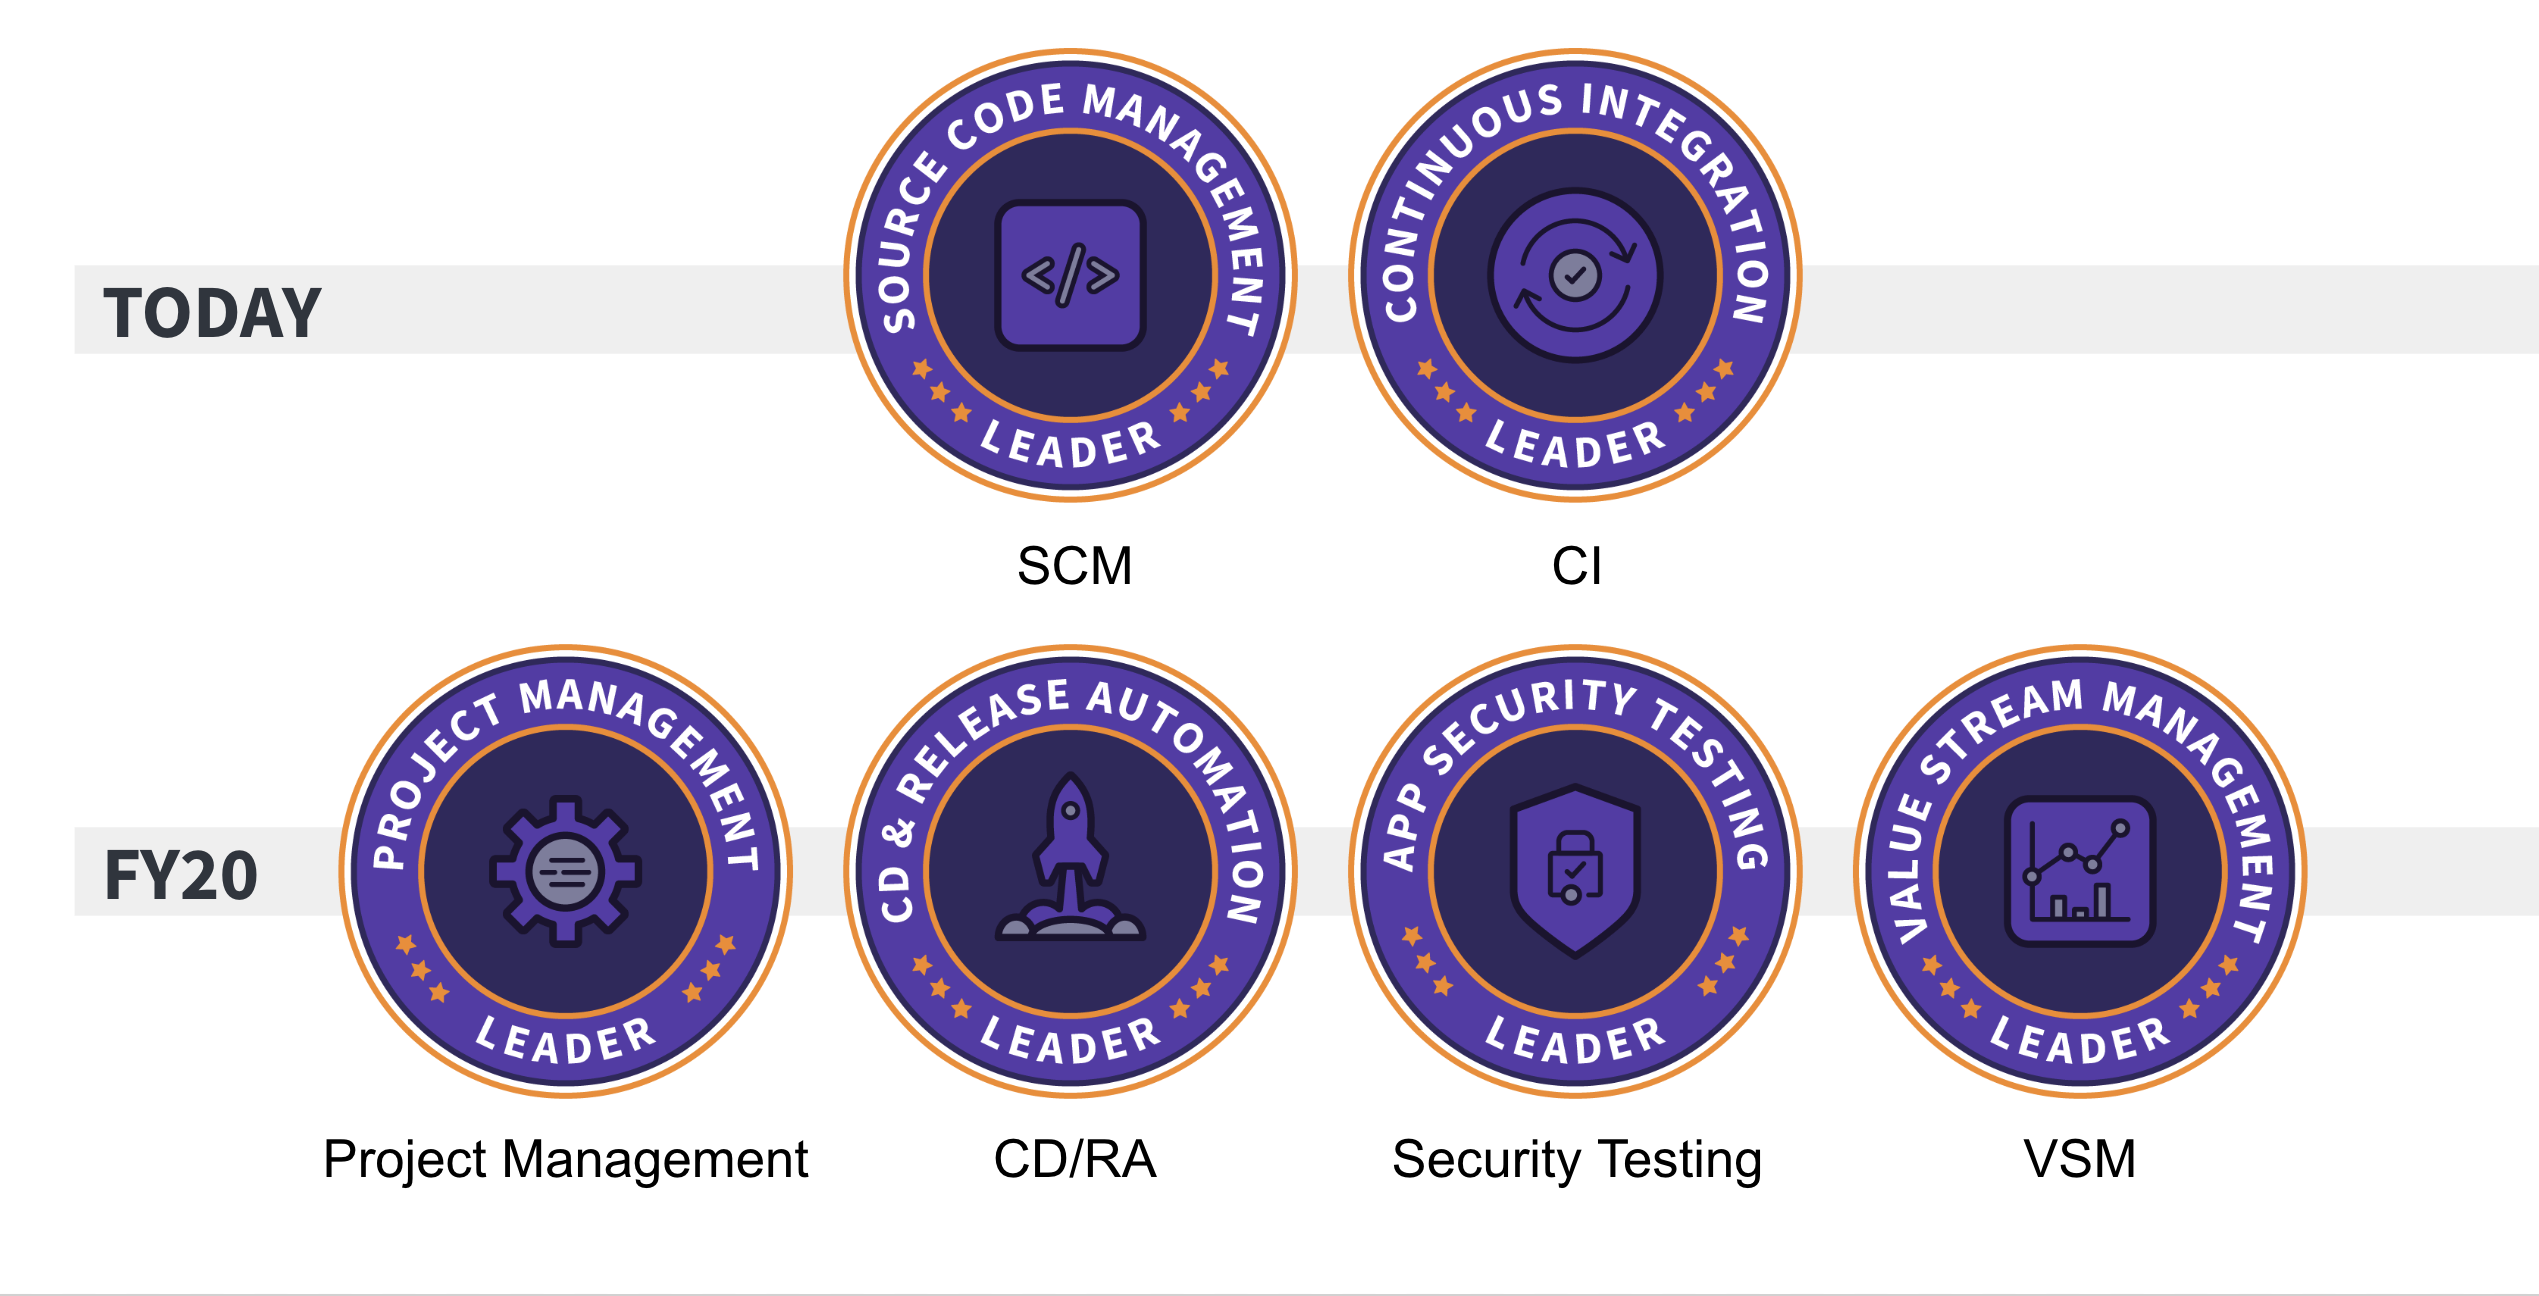 SOURCE CODE MANAGEMENT
LEADER
CONTINUOUS INTEGRATION
LEADER
TODAY
SCM
CI
PROJECT MANAGEMENT
LEADER
CD & RELEASE AUTOMATION
LEADER
APP SECURITY TESTING
LEADER
VALUE STREAM MANAGEMENT
LEADER
FY20
Project Management
CD/RA
Security Testing
VSM